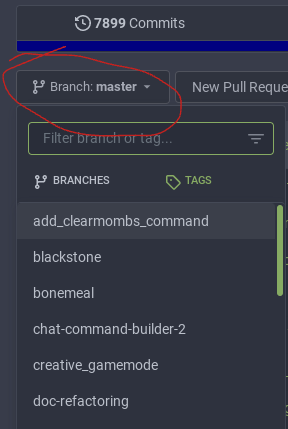 7899 Commits
Branch: master
New Pull Reque
Filter branch or tag...
BRANCHES
TAGS
add_clearmombs_command
blackstone
bonemeal
chat-command-builder-2
creative_gamemode
doc-refactoring